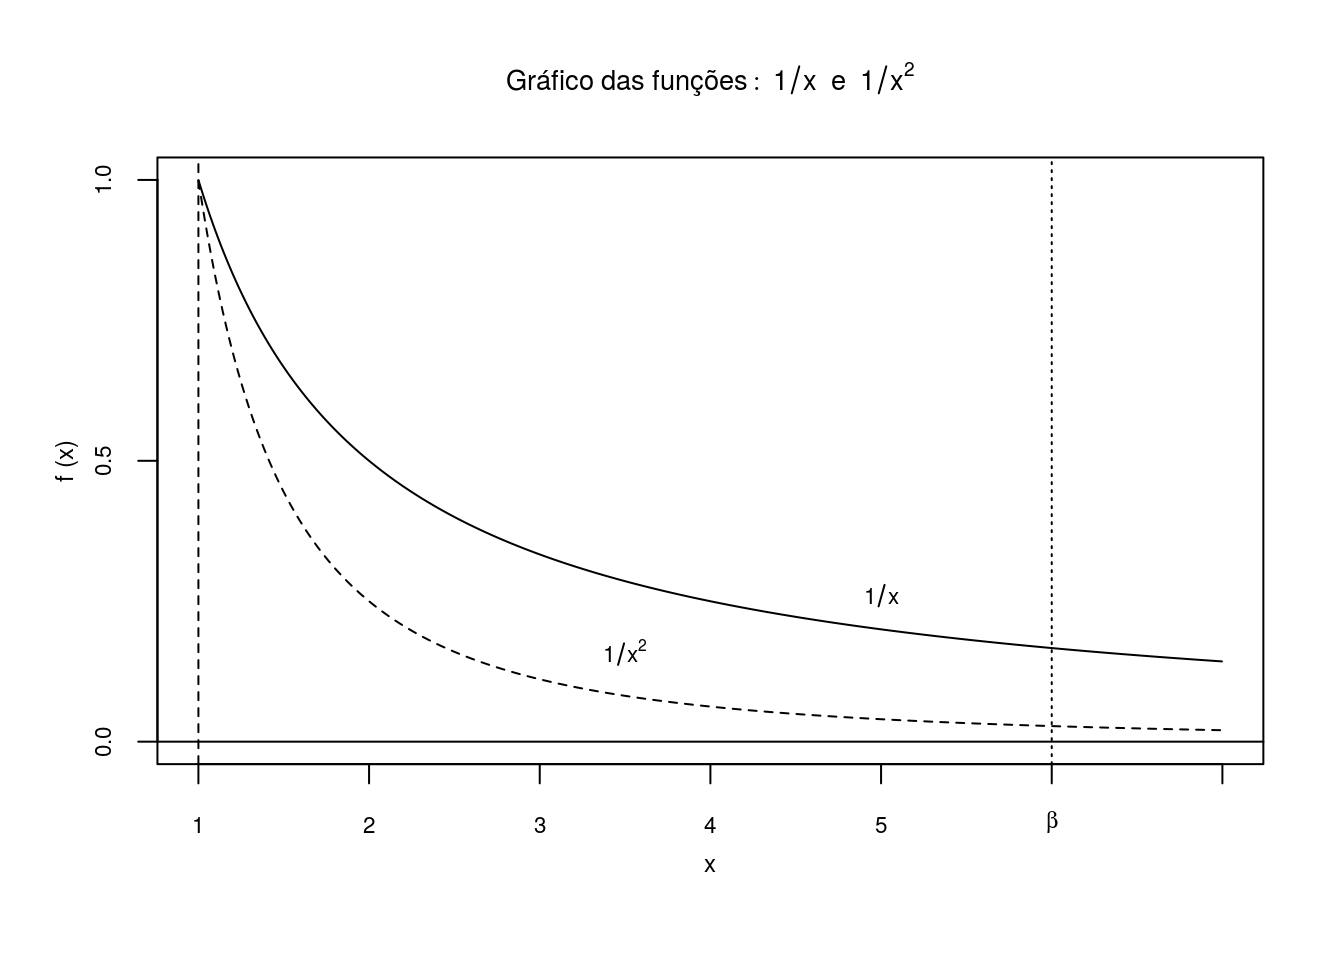 Gráfico das funções : 1/x e 1/x²
1.0
0.5
0.0
f (x)
1/x
1/x²
1 2 3 4 5 β
x